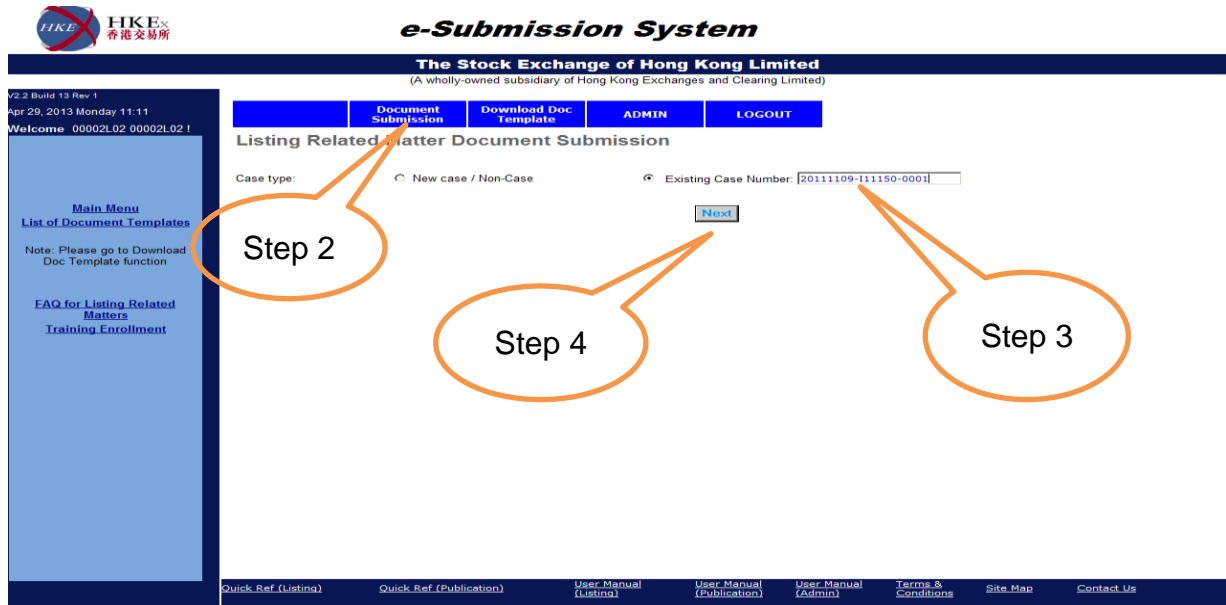 HKEx
HKEx
香港交易所
e-Submission System
The Stock Exchange of Hong Kong Limited
(A wholly-owned subsidiary of Hong Kong Exchanges and Clearing Limited)
V2.2 Build 13 Rev 1
Apr 29, 2013 Monday 11:11
Welcome 00002L02 00002L02 !
Document Submission
Download Doc Template
ADMIN
LOGOUT
Listing Related Matter Document Submission
Case type:
New case / Non-Case
Existing Case Number: 20111109-I11150-0001
Next
Main Menu
List of Document Templates
Note: Please go to Download
Doc Template function
FAQ for Listing Related
Matters
Training Enrollment
Step 2
Step 4
Step 3
Quick Ref (Listing)
Quick Ref (Publication)
User Manual
(Listing)
User Manual
(Publication)
User Manual
(Admin)
Terms &
Conditions
Site Map
Contact Us